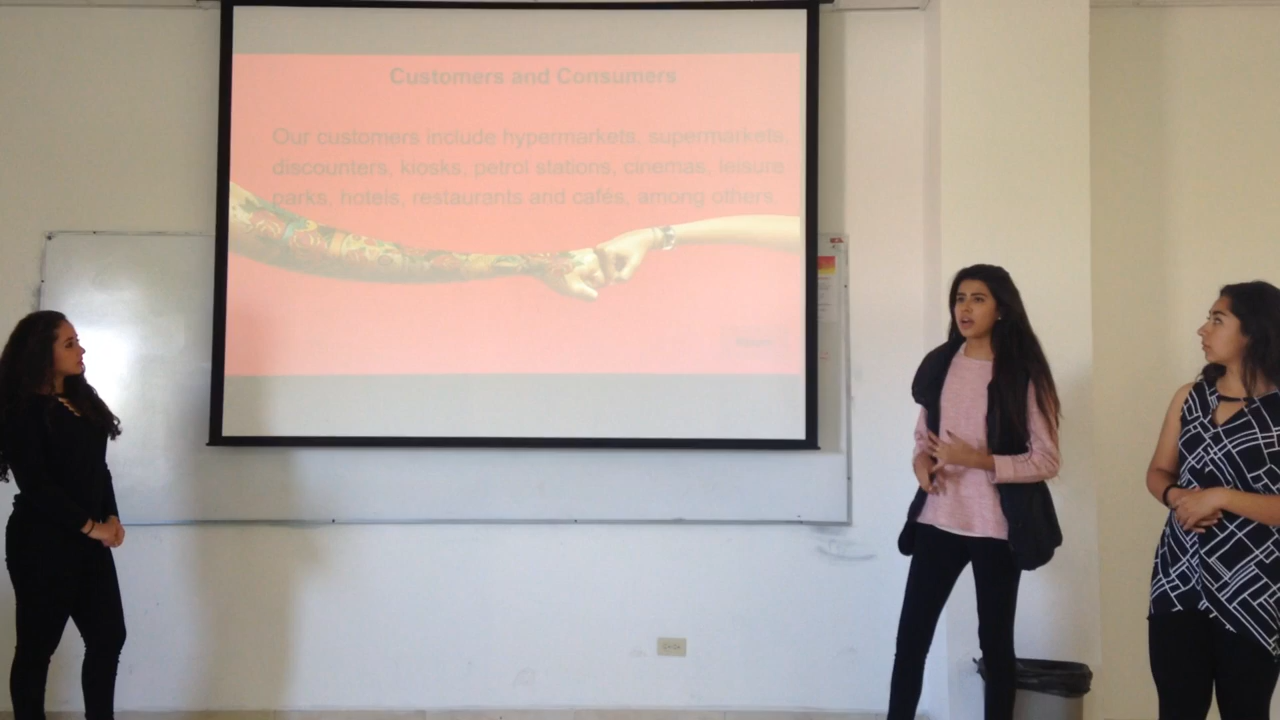 Customers and Consumers
Our customers include hypermarkets, supermarkets,
discounters, kiosks, petrol stations, cinemas, leisure
parks, hotels, restaurants and cafés, among others.